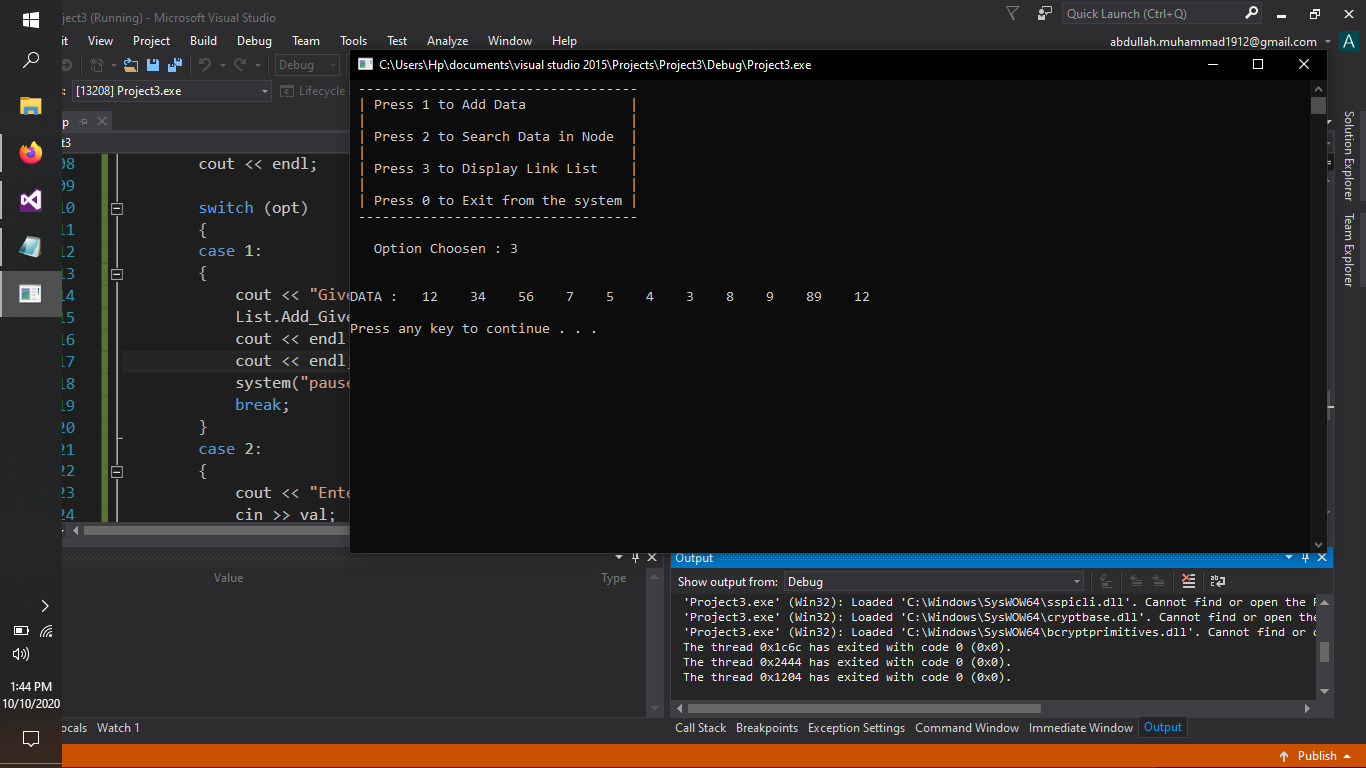 ject3 (Running) - Microsoft Visual Studio
Quick Launch (Ctrl+Q)
it View Project Build Debug Team Tools Test Analyze Window Help
abdullah.muhammad1912@gmail.com
A
Debug
[13208] Project3.exe
Lifecycle
p
t3
C:\Users\Hp\documents\visual studio 2015\Projects\Project3\Debug\Project3.exe
----------------------------------
| Press 1 to Add Data |
| |
| Press 2 to Search Data in Node |
| |
| Press 3 to Display Link List |
| |
| Press 0 to Exit from the system |
----------------------------------
Option Choosen : 3
DATA : 12 34 56 7 5 4 3 8 9 89 12
Press any key to continue . . .
08 cout << endl;
09
10 switch (opt)
11 {
12 case 1:
13 {
14 cout << "Give
15 List.Add_Give
16 cout << endl
17 cout << endl;
18 system("pause
19 break;
20 }
21 case 2:
22 {
23 cout << "Ente
24 cin >> val;
Solution Explorer
Team Explorer
Value
Type
Output
Show output from: Debug
'Project3.exe' (Win32): Loaded 'C:\Windows\SysWOW64\sspicli.dll'. Cannot find or open the P
'Project3.exe' (Win32): Loaded 'C:\Windows\SysWOW64\cryptbase.dll'. Cannot find or open the
'Project3.exe' (Win32): Loaded 'C:\Windows\SysWOW64\bcryptprimitives.dll'. Cannot find or o
The thread 0x1c6c has exited with code 0 (0x0).
The thread 0x2444 has exited with code 0 (0x0).
The thread 0x1204 has exited with code 0 (0x0).
ocals Watch 1
Call Stack Breakpoints Exception Settings Command Window Immediate Window Output
Publish
1:44 PM
10/10/2020